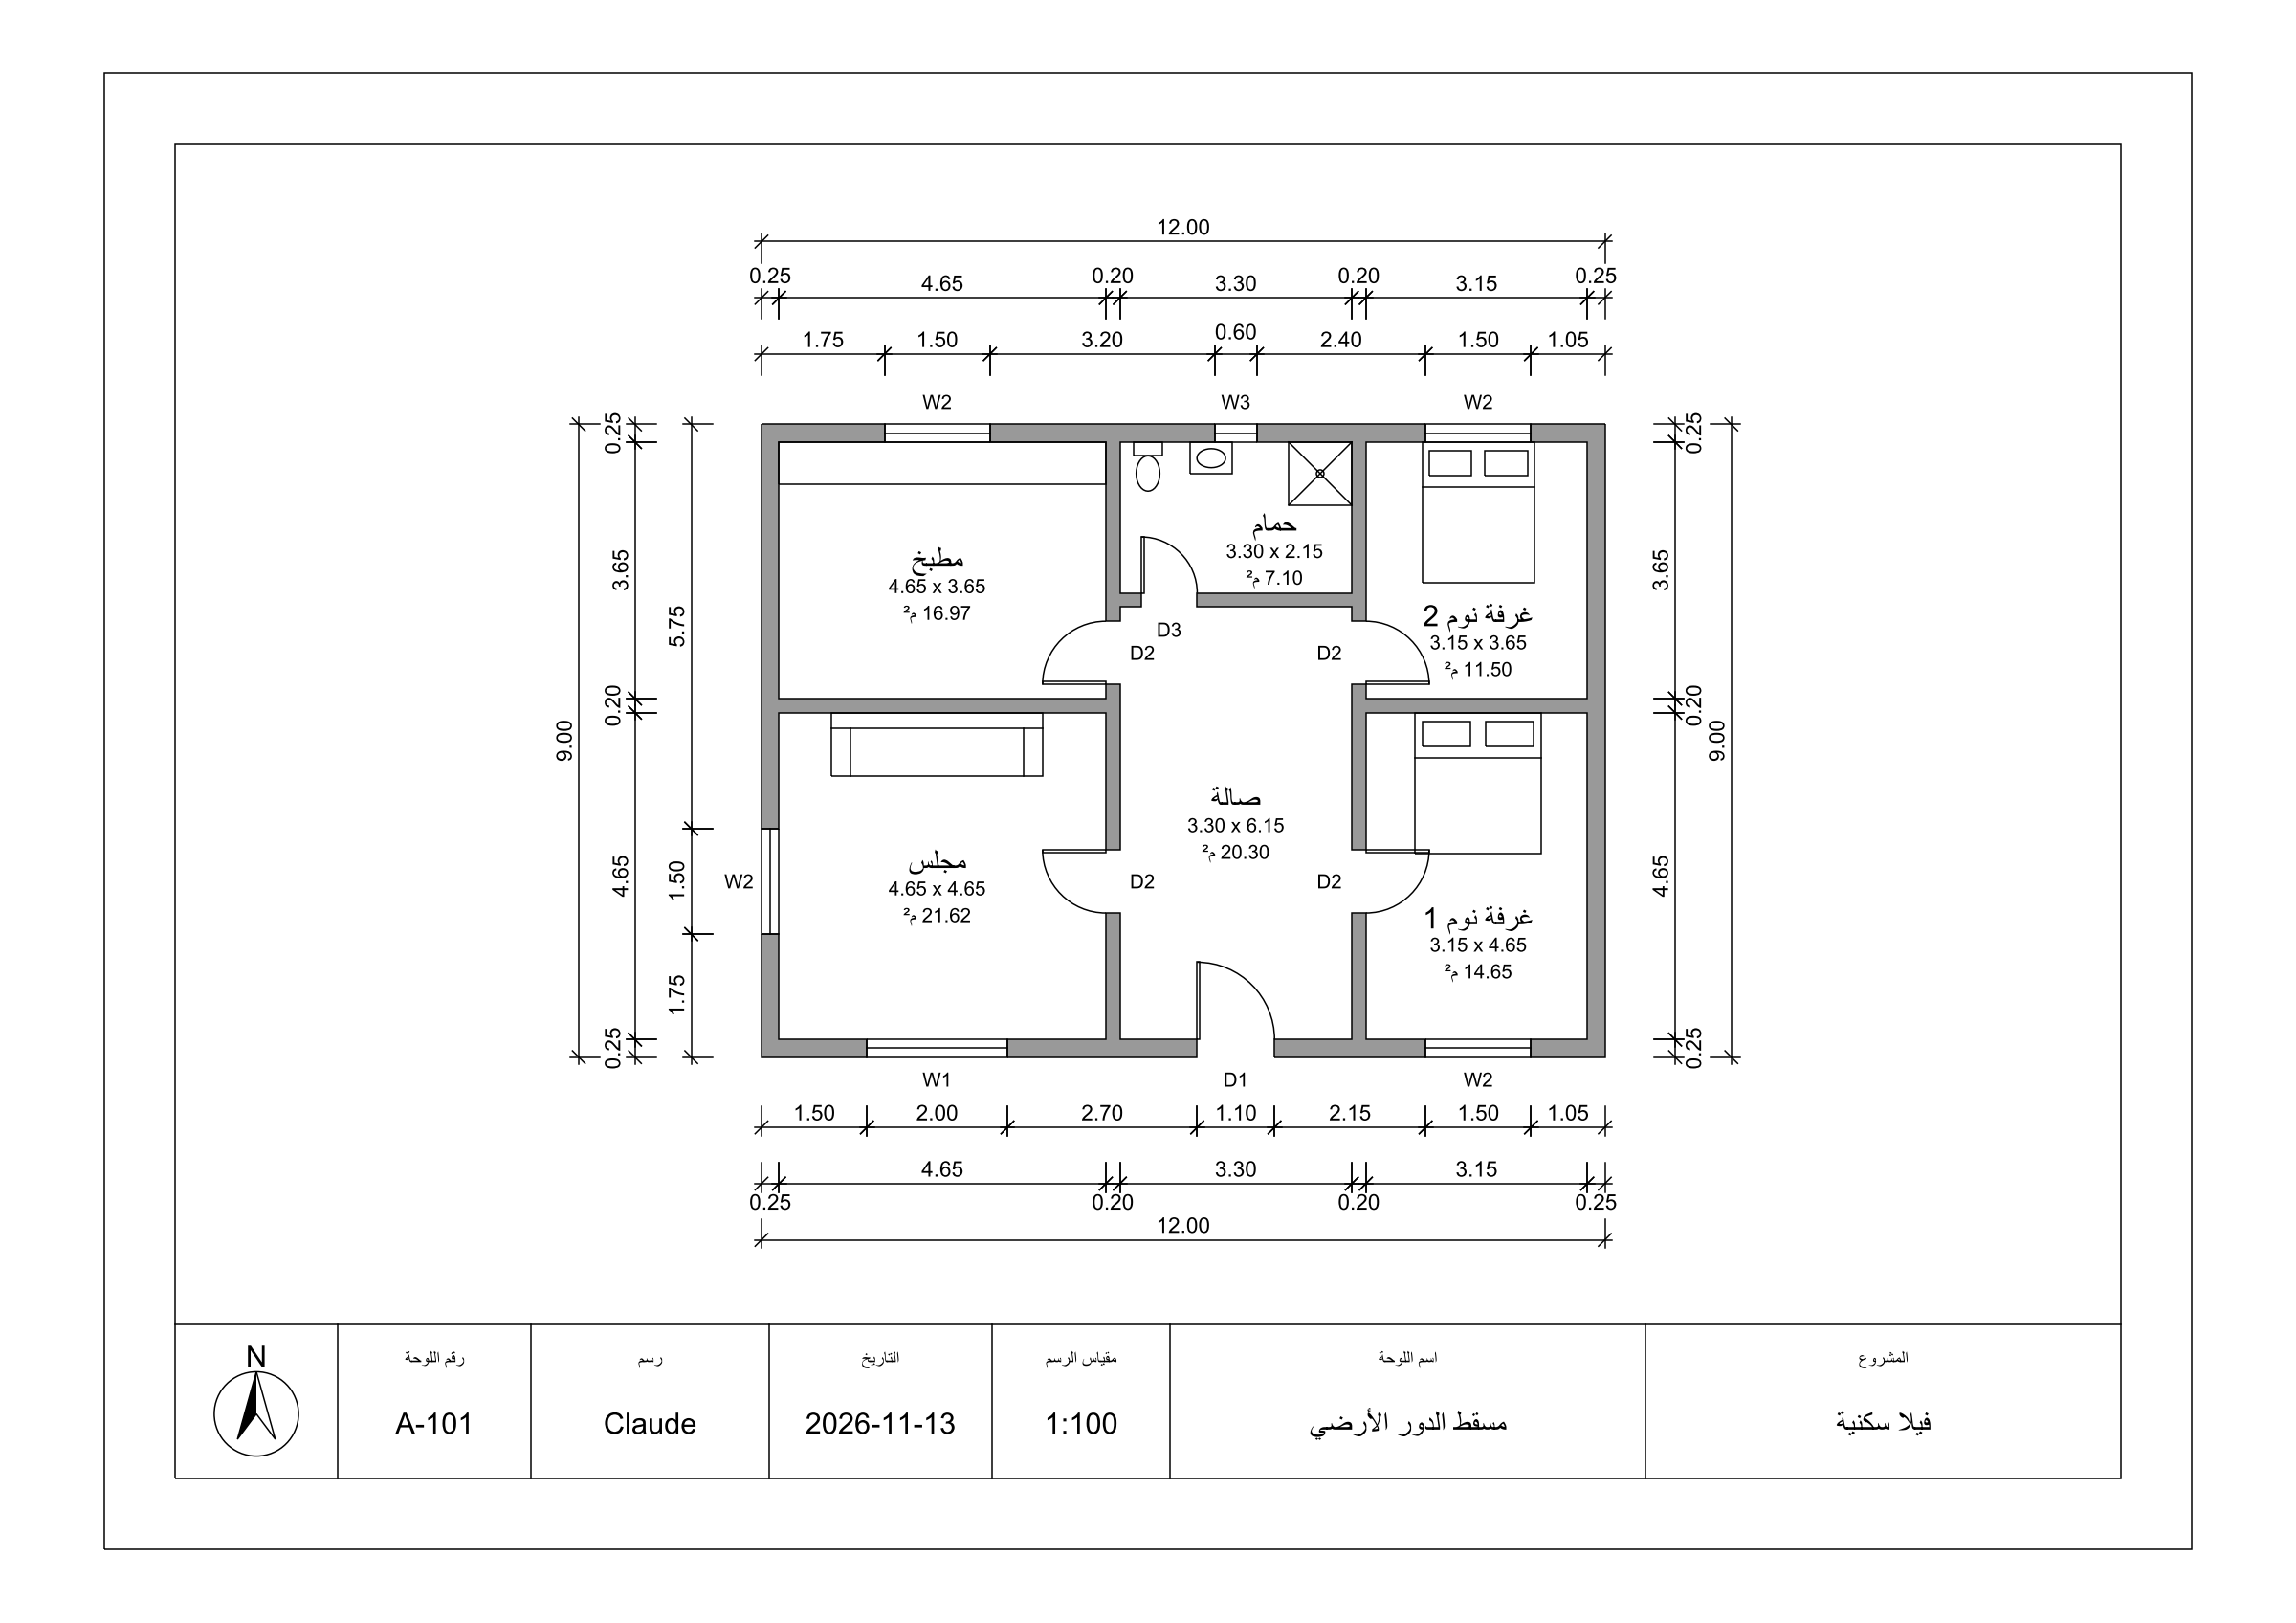 12.00
0.25 4.65 0.20 3.30 0.20 3.15 0.25
1.75 1.50 3.20 0.60 2.40 1.50 1.05
W2 W3 W2
9.00
0.25
3.65
0.20
4.65
0.25
5.75
1.50
1.75
W2
مطبخ
4.65 x 3.65
16.97 م²
حمام
3.30 x 2.15
7.10 م²
غرفة نوم 2
3.15 x 3.65
11.50 م²
D3
D2
D2
مجلس
4.65 x 4.65
21.62 م²
صالة
3.30 x 6.15
20.30 م²
غرفة نوم 1
3.15 x 4.65
14.65 م²
D2
D2
0.25
3.65
0.20
4.65
0.25
9.00
W1 D1 W2
1.50 2.00 2.70 1.10 2.15 1.50 1.05
4.65 3.30 3.15
0.25 0.20 0.20 0.25
12.00
المشروع
فيلا سكنية
اسم اللوحة
مسقط الدور الأرضي
مقياس الرسم
1:100
التاريخ
2026-11-13
رسم
Claude
رقم اللوحة
A-101
N